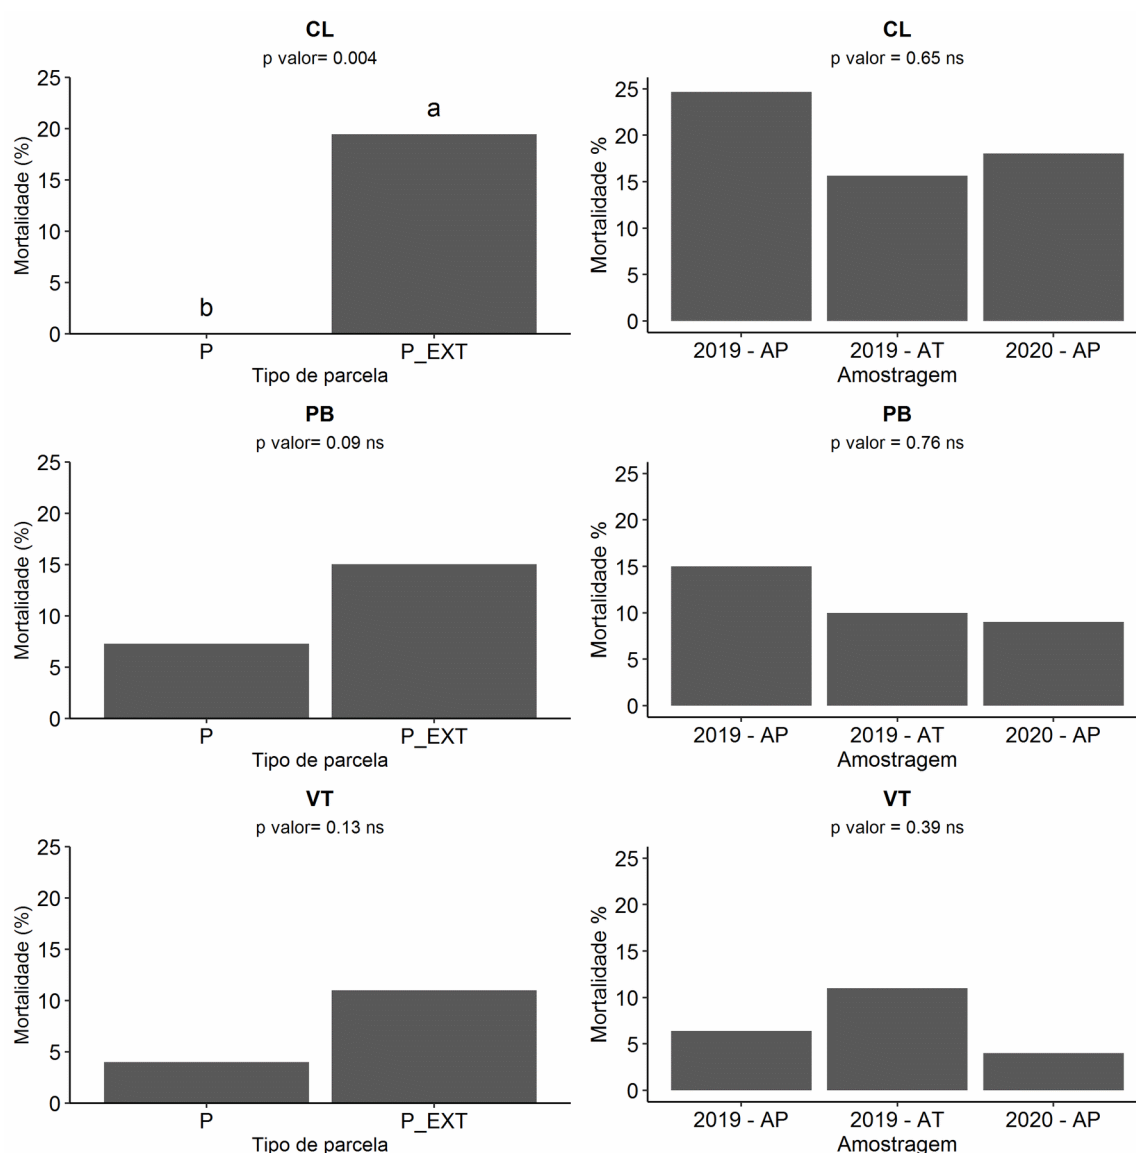 CL
p valor= 0.004
Mortalidade (%)
25
20
15
10
5
0
a
b
P
P_EXT
Tipo de parcela
CL
p valor = 0.65 ns
Mortalidade %
25
20
15
10
5
0
2019 - AP
2019 - AT
2020 - AP
Amostragem
PB
p valor= 0.09 ns
Mortalidade (%)
25
20
15
10
5
0
P
P_EXT
Tipo de parcela
PB
p valor = 0.76 ns
Mortalidade %
25
20
15
10
5
0
2019 - AP
2019 - AT
2020 - AP
Amostragem
VT
p valor= 0.13 ns
Mortalidade (%)
25
20
15
10
5
0
P
P_EXT
Tipo de parcela
VT
p valor = 0.39 ns
Mortalidade %
25
20
15
10
5
0
2019 - AP
2019 - AT
2020 - AP
Amostragem